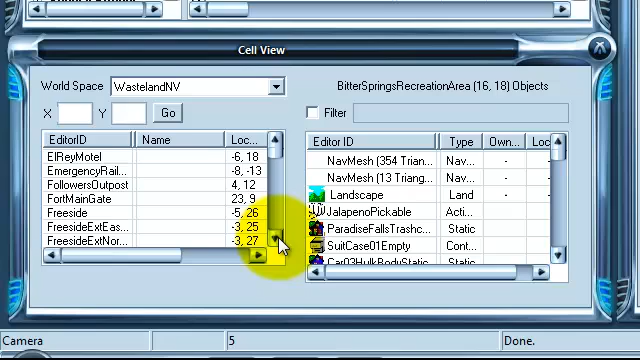 Cell View
World Space WastelandNV
BitterSpringsRecreationArea (16, 18) Objects
X Y Go
Filter
EditorID Name Loc...
ElReyMotel -6, 18
EmergencyRail... -8, -13
FollowersOutpost 4, 12
FortMainGate 23, 9
Freeside -5, 26
FreesideExtEas... -3, 25
FreesideExtNor... -3, 27
Editor ID Type Own... Loc
NavMesh (354 Trian... Nav... -
NavMesh (13 Triang... Nav... -
Landscape Land -
JalapenoPickable Acti...
ParadiseFallsTrashc... Static
SuitCase01Empty Cont...
Car03HulkBodyStatic Static
Camera 5 Done.